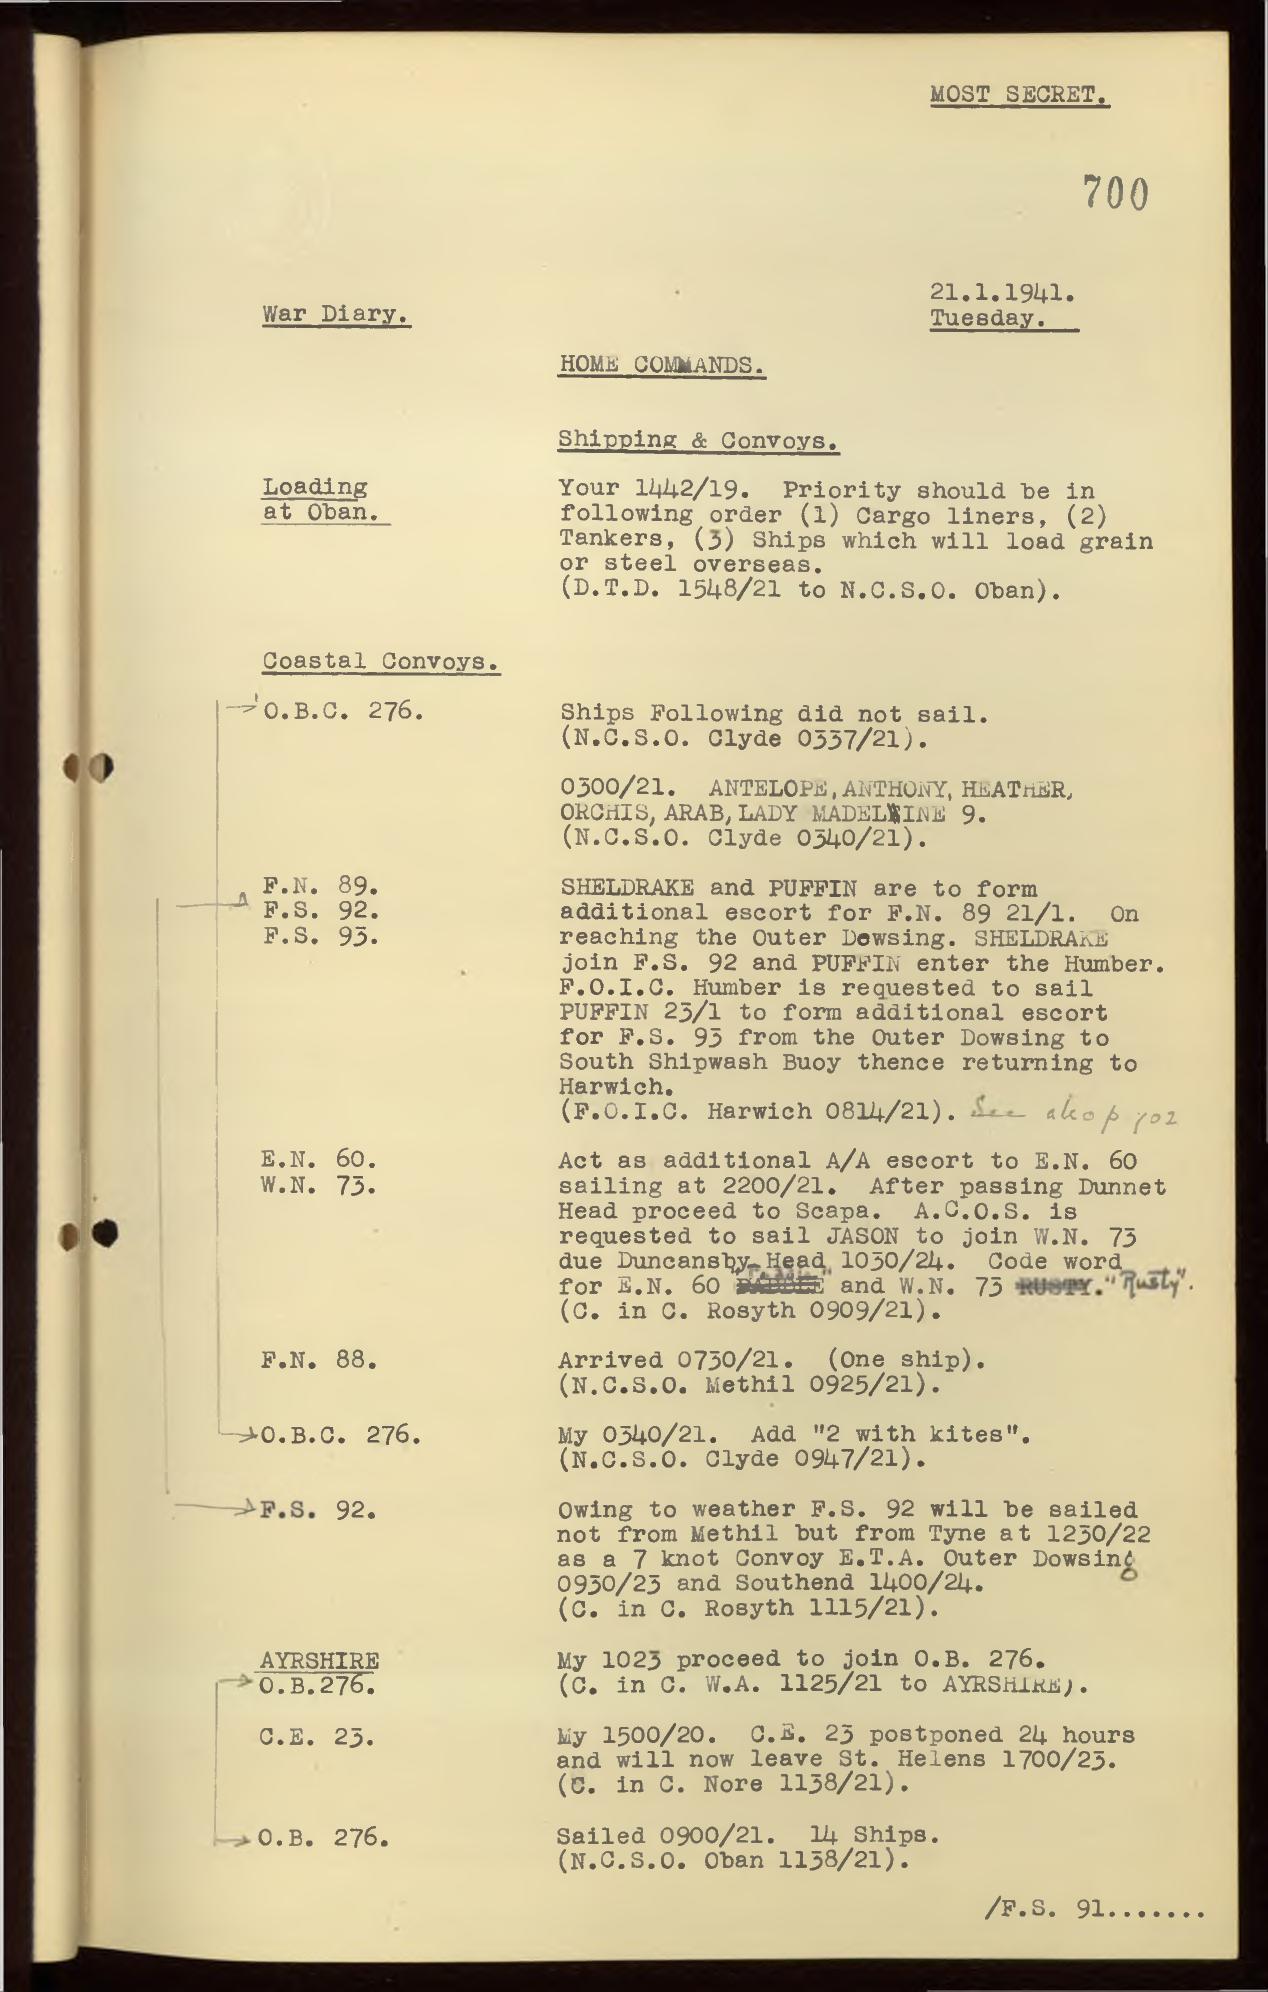 MOST SECRET.
700
21.1.1941.
War Diary.
Tuesday.
HOME COMMANDS.
Shipping & Convoys.
Loading
at Oban.
Your 1442/19. Priority should be in
following order (1) Cargo liners, (2)
Tankers, (3) Ships which will load grain
or steel overseas.
(D.T.D. 1548/21 to N.C.S.O. Oban).
Coastal Convoys.
O.B.C. 276.
Ships Following did not sail.
(N.C.S.O. Clyde 0337/21).
0300/21. ANTELOPE, ANTHONY, HEATHER,
ORCHIS, ARAB, LADY MADELEINE 9.
(N.C.S.O. Clyde 0340/21).
F.N. 89.
F.S. 92.
F.S. 93.
SHELDRAKE and PUFFIN are to form
additional escort for F.N. 89 21/1. On
reaching the Outer Dowsing. SHELDRAKE
join F.S. 92 and PUFFIN enter the Humber.
F.O.I.C. Humber is requested to sail
PUFFIN 23/1 to form additional escort
for F.S. 93 from the Outer Dowsing to
South Shipwash Buoy thence returning to
Harwich.
(F.O.I.C. Harwich 0814/21). See also p 702
E.N. 60.
W.N. 73.
Act as additional A/A escort to E.N. 60
sailing at 2200/21. After passing Dunnet
Head proceed to Scapa. A.C.O.S. is
requested to sail JASON to join W.N. 73
due Duncansby Head 1030/24. Code word
for E.N. 60 and W.N. 73 RUSTY. "Rusty".
(C. in C. Rosyth 0909/21).
F.N. 88.
Arrived 0730/21. (One ship).
(N.C.S.O. Methil 0925/21).
O.B.C. 276.
My 0340/21. Add "2 with kites".
(N.C.S.O. Clyde 0947/21).
F.S. 92.
Owing to weather F.S. 92 will be sailed
not from Methil but from Tyne at 1230/22
as a 7 knot Convoy E.T.A. Outer Dowsing
0930/23 and Southend 1400/24.
(C. in C. Rosyth 1115/21).
AYRSHIRE
O.B.276.
My 1023 proceed to join O.B. 276.
(C. in C. W.A. 1125/21 to AYRSHIRE).
C.E. 23.
My 1500/20. C.E. 23 postponed 24 hours
and will now leave St. Helens 1700/23.
(C. in C. Nore 1138/21).
O.B. 276.
Sailed 0900/21. 14 Ships.
(N.C.S.O. Oban 1138/21).
/F.S. 91.......